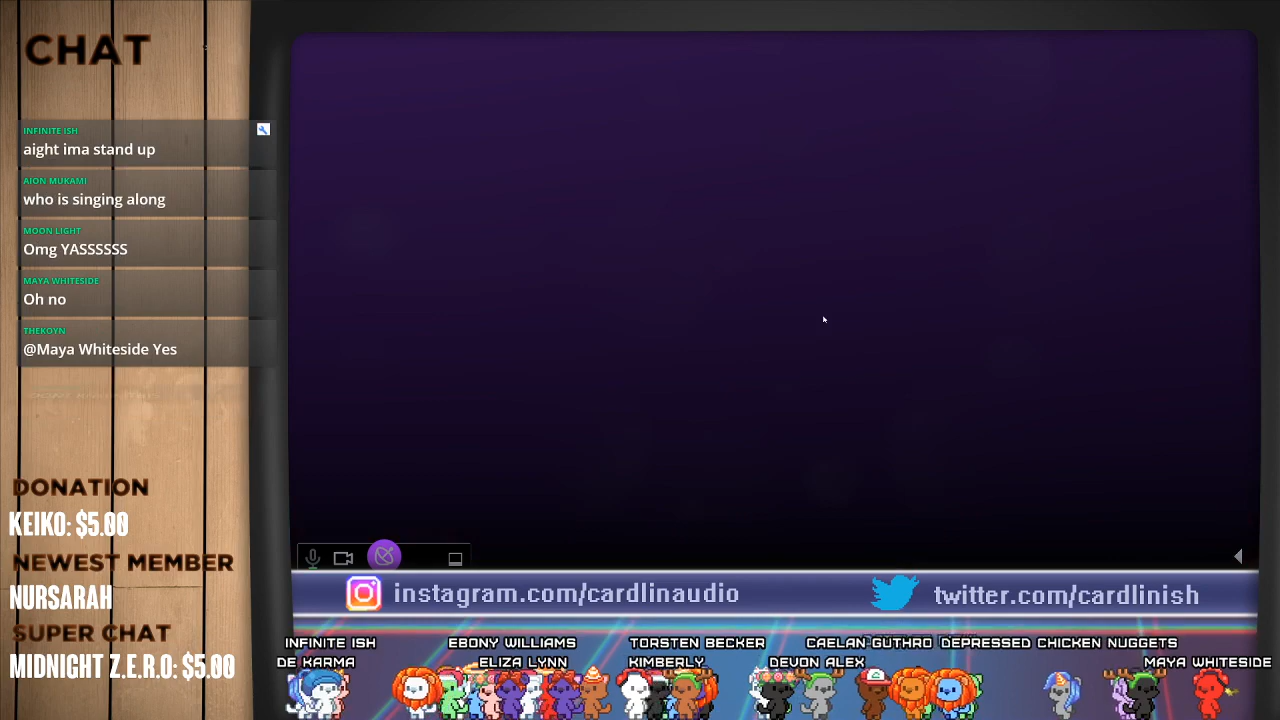 CHAT
INFINITE ISH
aight ima stand up
AION MUKAMI
who is singing along
MOON LIGHT
Omg YASSSSSS
MAYA WHITESIDE
Oh no
THEKOYN
@Maya Whiteside Yes
DONATION
KEIKO: $5.00
NEWEST MEMBER
NURSARAH
SUPER CHAT
MIDNIGHT Z.E.R.O: $5.00
instagram.com/cardlinaudio
twitter.com/cardlinish
INFINITE ISH
EBONY WILLIAMS
TORSTEN BECKER
CAELAN GUTHRO
DEPRESSED CHICKEN NUGGETS
DE KARMA
ELIZA LYNN
KIMBERLY
DEVON ALEX
MAYA WHITESIDE